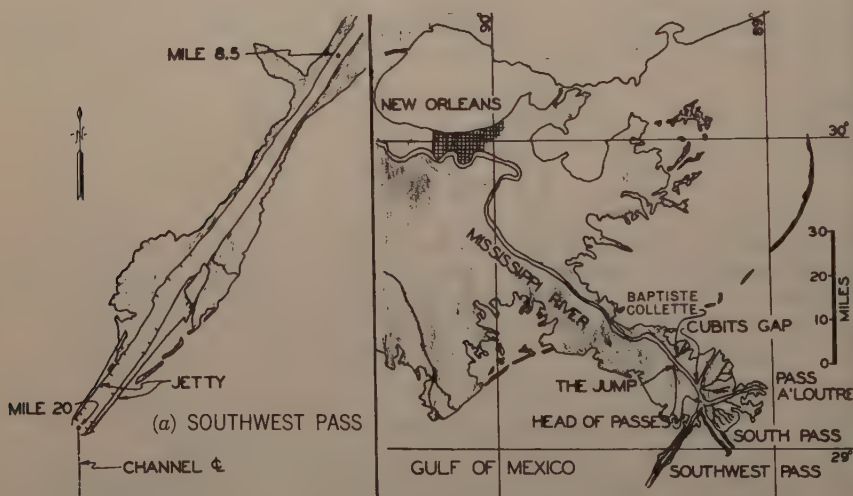 MILE 8.5
JETTY
MILE 20
(a) SOUTHWEST PASS
CHANNEL ℄
90°
89°
NEW ORLEANS
30°
MISSISSIPPI RIVER
30
20
10
0
MILES
BAPTISTE
COLLETTE
CUBITS GAP
THE JUMP
PASS
A'LOUTRE
HEAD OF PASSES
SOUTH PASS
29°
GULF OF MEXICO
SOUTHWEST PASS